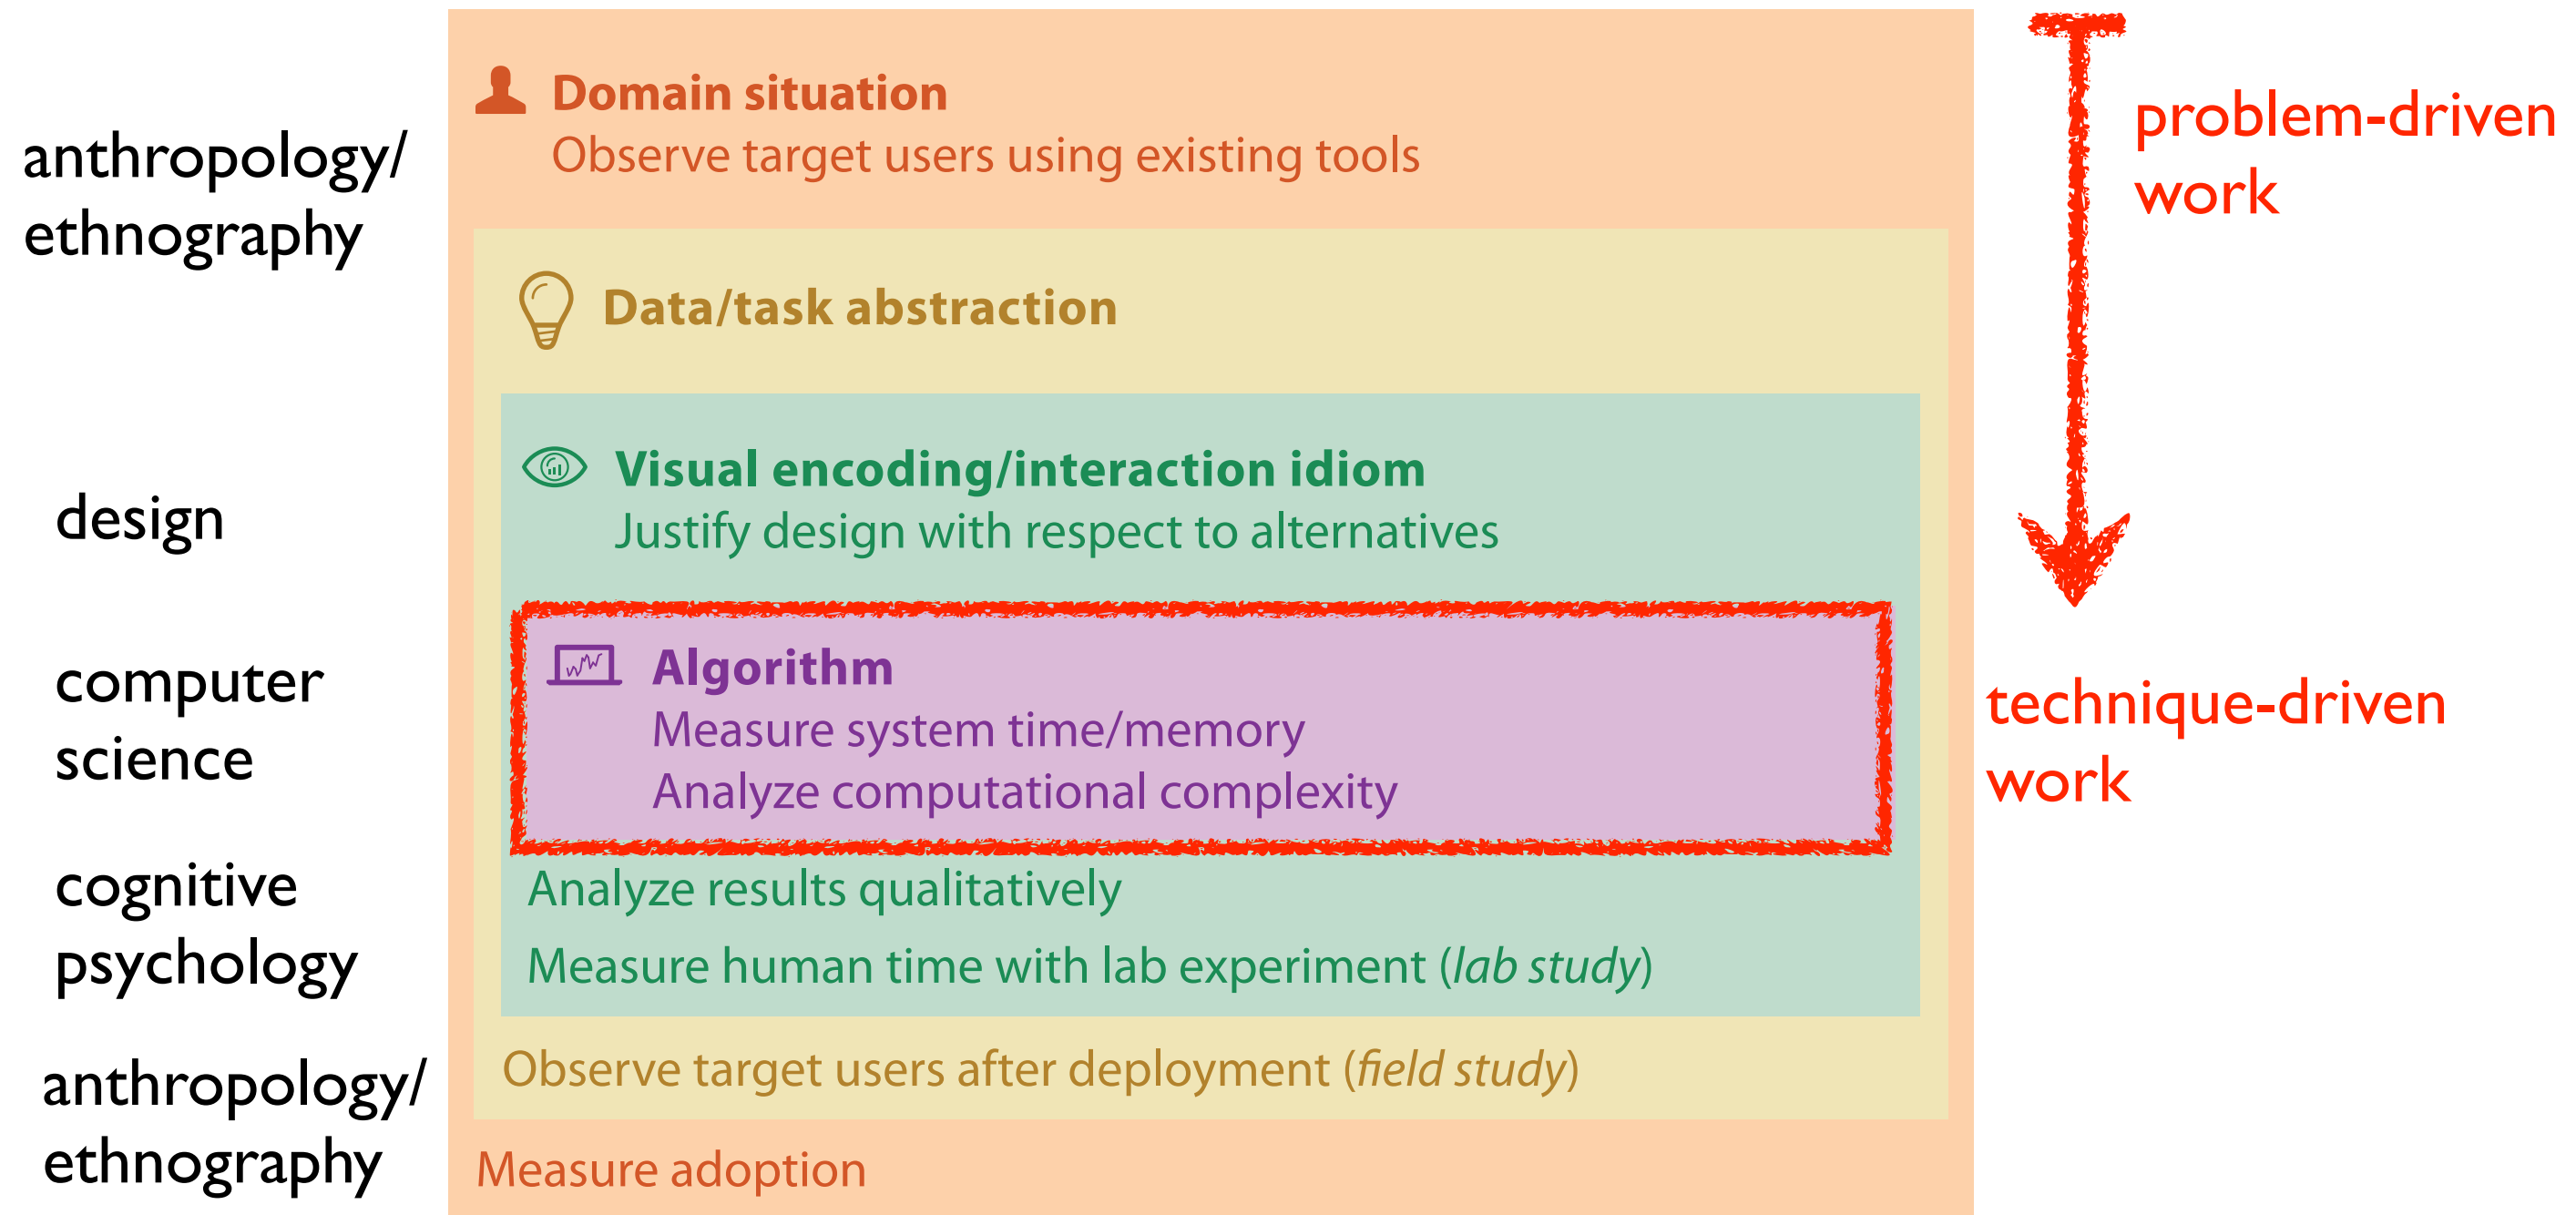 anthropology/
ethnography
Domain situation
Observe target users using existing tools
problem-driven
work
Data/task abstraction
design
Visual encoding/interaction idiom
Justify design with respect to alternatives
computer
science
Algorithm
Measure system time/memory
Analyze computational complexity
technique-driven
work
cognitive
psychology
Analyze results qualitatively
Measure human time with lab experiment (lab study)
anthropology/
ethnography
Observe target users after deployment (field study)
Measure adoption